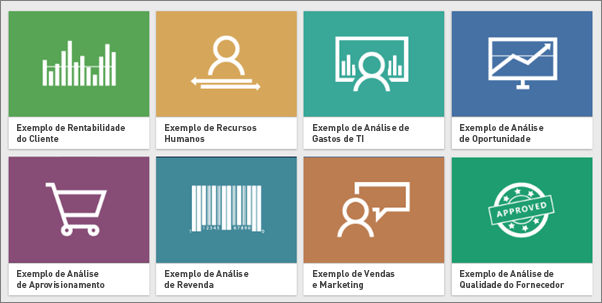 Exemplo de Rentabilidade
do Cliente
Exemplo de Recursos
Humanos
Exemplo de Análise de
Gastos de TI
Exemplo de Análise
de Oportunidade
APPROVED
Exemplo de Análise
de Aprovisionamento
Exemplo de Análise
de Revenda
Exemplo de Vendas
e Marketing
Exemplo de Análise de
Qualidade do Fornecedor